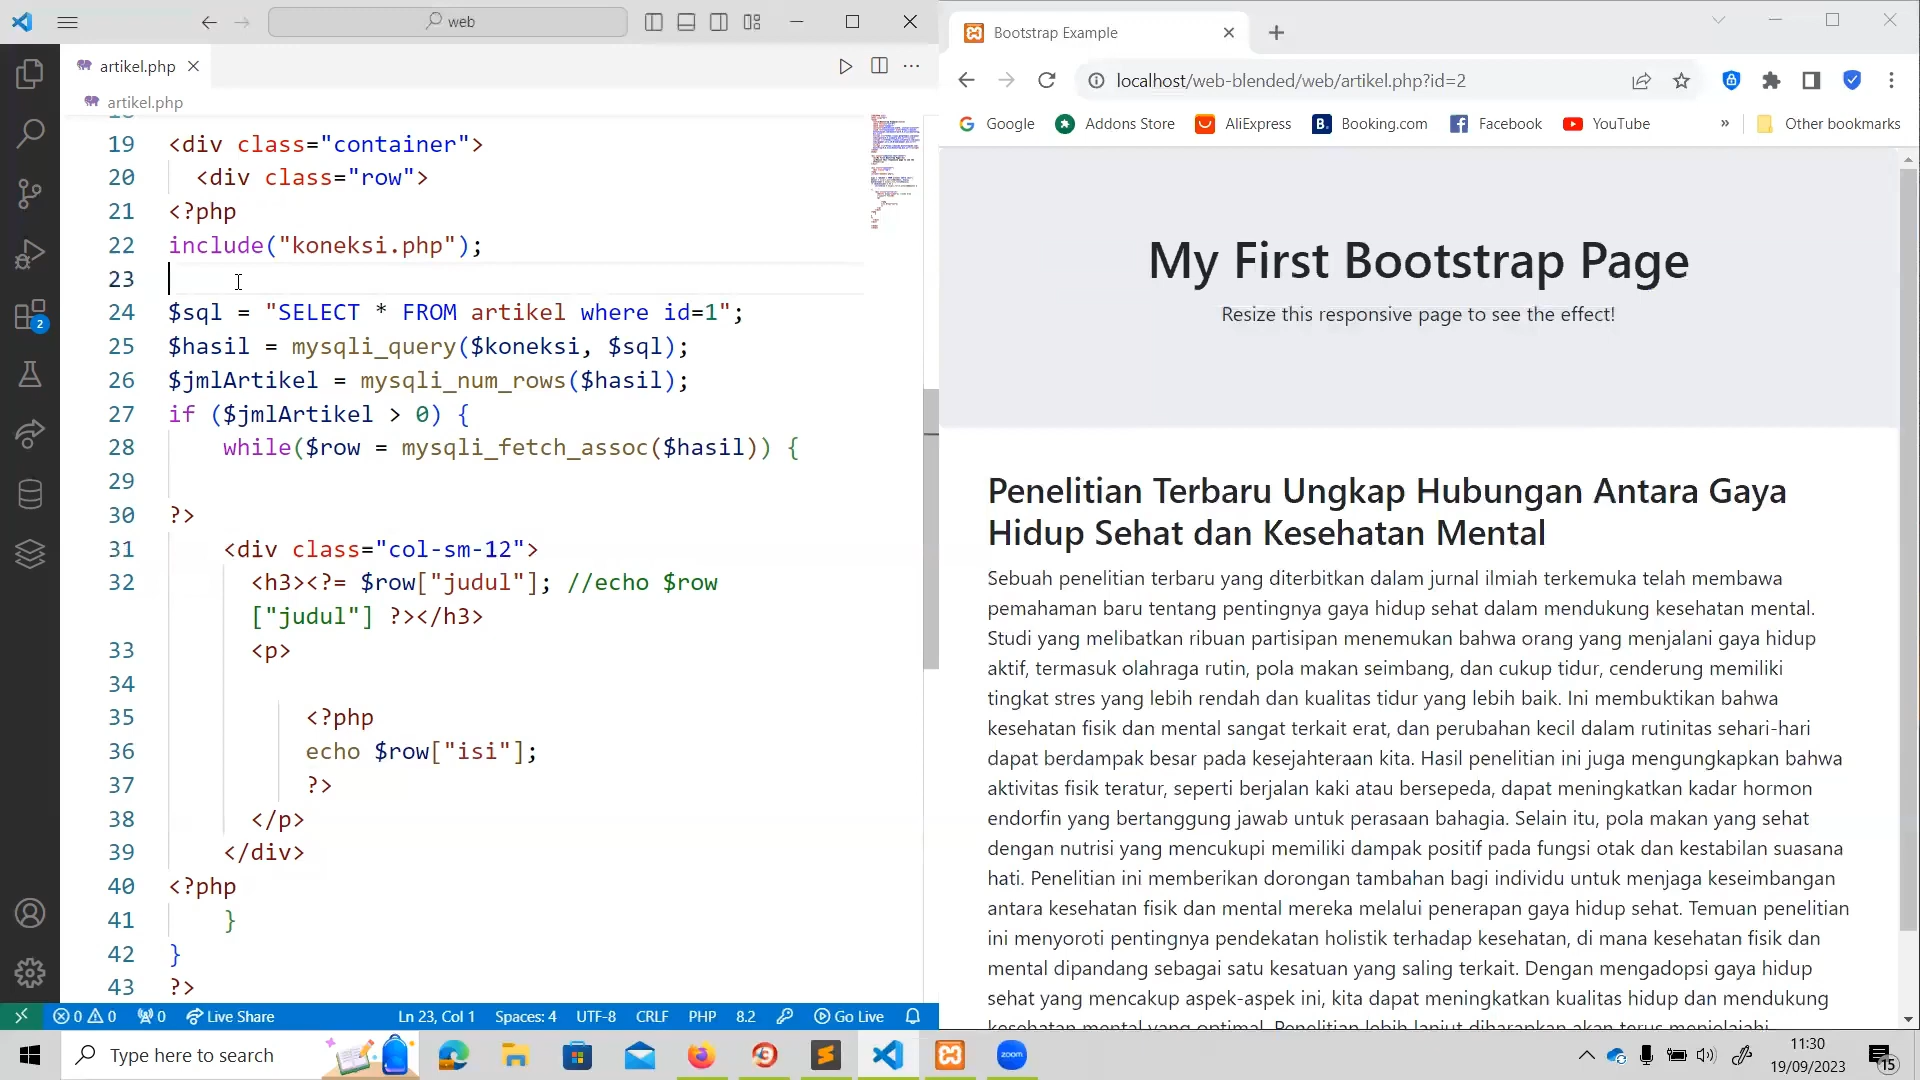 web
artikel.php
artikel.php
19 <div class="container">
20 <div class="row">
21 <?php
22 include("koneksi.php");
23
24 $sql = "SELECT * FROM artikel where id=1";
25 $hasil = mysqli_query($koneksi, $sql);
26 $jmlArtikel = mysqli_num_rows($hasil);
27 if ($jmlArtikel > 0) {
28 while($row = mysqli_fetch_assoc($hasil)) {
29
30 ?>
31 <div class="col-sm-12">
32 <h3><?= $row["judul"]; //echo $row
["judul"] ?></h3>
33 <p>
34
35 <?php
36 echo $row["isi"];
37 ?>
38 </p>
39 </div>
40 <?php
41 }
42 }
43 ?>
2
0 0 0 Live Share Ln 23, Col 1 Spaces: 4 UTF-8 CRLF PHP 8.2 Go Live
Bootstrap Example
localhost/web-blended/web/artikel.php?id=2
Google Addons Store AliExpress B. Booking.com Facebook YouTube » Other bookmarks
My First Bootstrap Page
Resize this responsive page to see the effect!
Penelitian Terbaru Ungkap Hubungan Antara Gaya
Hidup Sehat dan Kesehatan Mental
Sebuah penelitian terbaru yang diterbitkan dalam jurnal ilmiah terkemuka telah membawa
pemahaman baru tentang pentingnya gaya hidup sehat dalam mendukung kesehatan mental.
Studi yang melibatkan ribuan partisipan menemukan bahwa orang yang menjalani gaya hidup
aktif, termasuk olahraga rutin, pola makan seimbang, dan cukup tidur, cenderung memiliki
tingkat stres yang lebih rendah dan kualitas tidur yang lebih baik. Ini membuktikan bahwa
kesehatan fisik dan mental sangat terkait erat, dan perubahan kecil dalam rutinitas sehari-hari
dapat berdampak besar pada kesejahteraan kita. Hasil penelitian ini juga mengungkapkan bahwa
aktivitas fisik teratur, seperti berjalan kaki atau bersepeda, dapat meningkatkan kadar hormon
endorfin yang bertanggung jawab untuk perasaan bahagia. Selain itu, pola makan yang sehat
dengan nutrisi yang mencukupi memiliki dampak positif pada fungsi otak dan kestabilan suasana
hati. Penelitian ini memberikan dorongan tambahan bagi individu untuk menjaga keseimbangan
antara kesehatan fisik dan mental mereka melalui penerapan gaya hidup sehat. Temuan penelitian
ini menyoroti pentingnya pendekatan holistik terhadap kesehatan, di mana kesehatan fisik dan
mental dipandang sebagai satu kesatuan yang saling terkait. Dengan mengadopsi gaya hidup
sehat yang mencakup aspek-aspek ini, kita dapat meningkatkan kualitas hidup dan mendukung
kesehatan mental yang optimal. Penelitian lebih lanjut diharapkan akan terus menjelajahi
Type here to search
zoom
11:30
19/09/2023
15